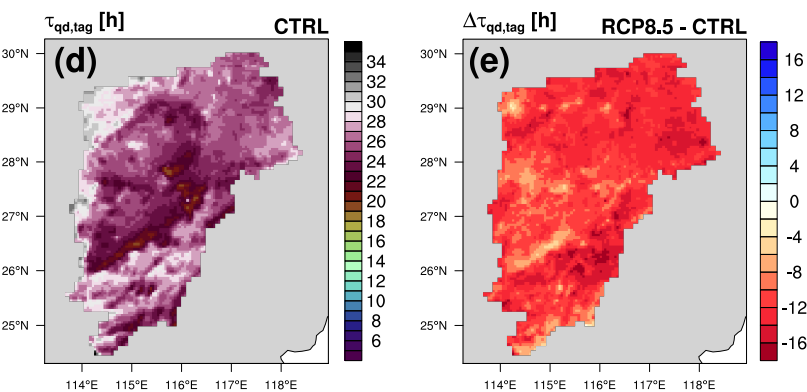 τqd,tag [h] CTRL
(d)
30°N
29°N
28°N
27°N
26°N
25°N
114°E 115°E 116°E 117°E 118°E
34
32
30
28
26
24
22
20
18
16
14
12
10
8
6
Δτqd,tag [h] RCP8.5 - CTRL
(e)
30°N
29°N
28°N
27°N
26°N
25°N
114°E 115°E 116°E 117°E 118°E
16
12
8
4
0
-4
-8
-12
-16